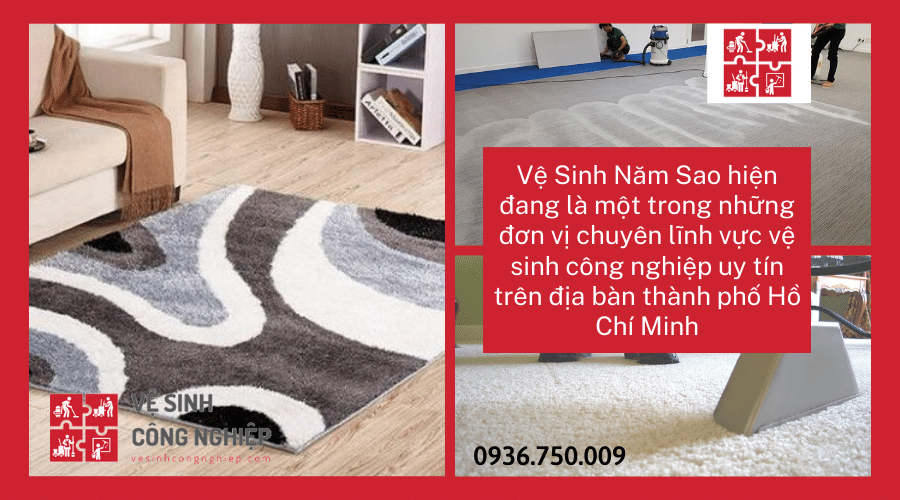 Vệ Sinh Năm Sao hiện
đang là một trong những
đơn vị chuyên lĩnh vực vệ
sinh công nghiệp uy tín
trên địa bàn thành phố Hồ
Chí Minh
VỆ SINH
CÔNG NGHIỆP
vesinhcongnghiep.com
0936.750.009